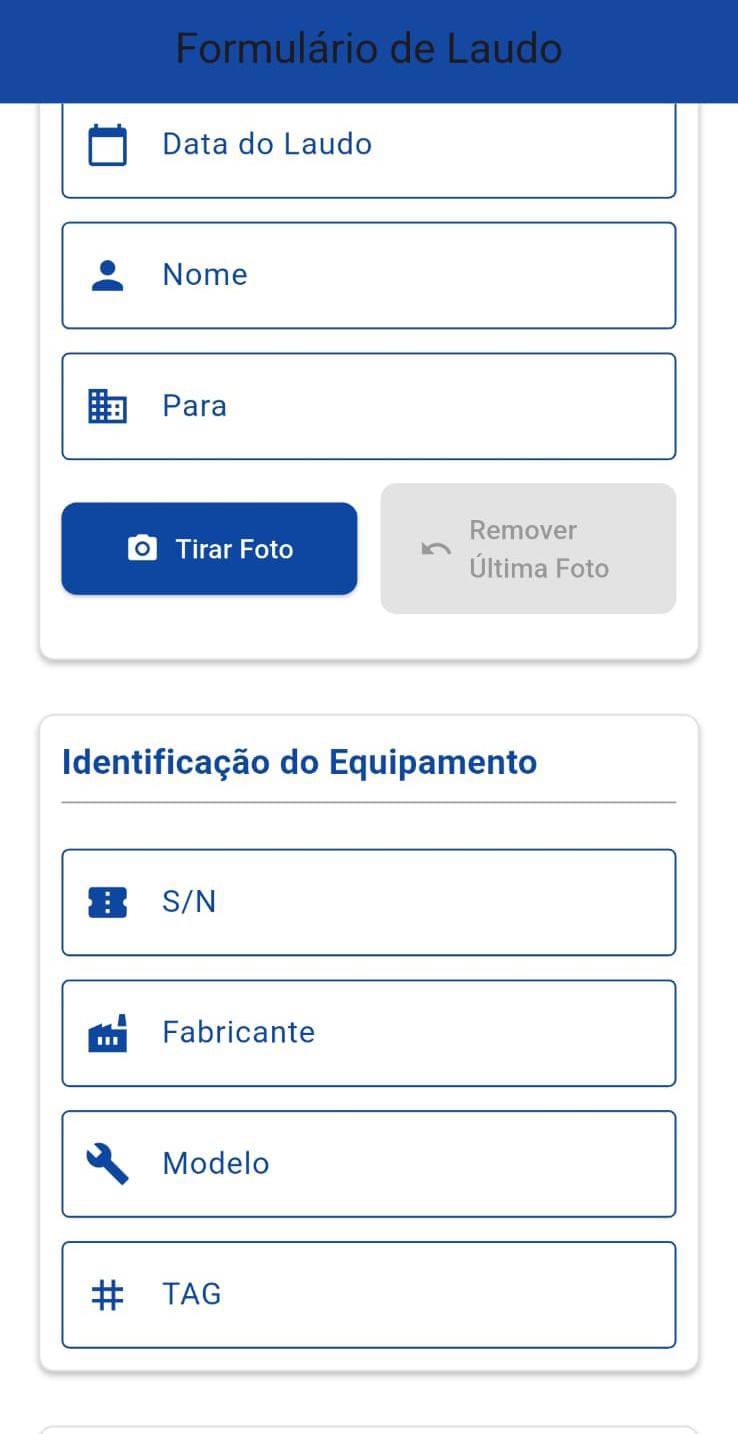 Formulário de Laudo
Data do Laudo
Nome
Para
Tirar Foto
Remover
Última Foto
Identificação do Equipamento
S/N
Fabricante
Modelo
TAG